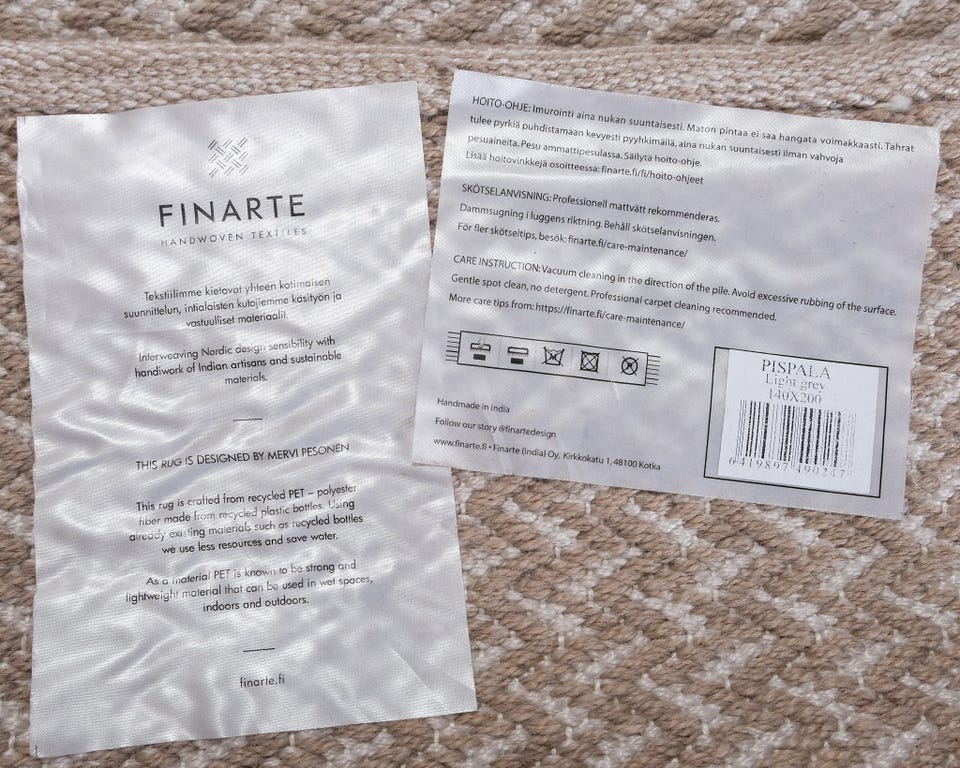 FINARTE
HANDWOVEN TEXTILES
Tekstiilimme kietovat yhteen kotimaisen
suunnittelun, intialaisten kutojiemme käsityön ja
vastuulliset materiaalit.
Interweaving Nordic design sensibility with
handiwork of Indian artisans and sustainable
materials.
THIS RUG IS DESIGNED BY MERVI PESONEN
This rug is crafted from recycled PET – polyester
fiber made from recycled plastic bottles. Using
already existing materials such as recycled bottles
we use less resources and save water.
As a material PET is known to be strong and
lightweight material that can be used in wet spaces,
indoors and outdoors.
finarte.fi
HOITO-OHJE: Imurointi aina nukan suuntaisesti. Maton pintaa ei saa hangata voimakkaasti. Tahrat
tulee pyrkiä puhdistamaan kevyesti pyyhkimällä, aina nukan suuntaisesti ilman vahvoja
pesuaineita. Pesu ammattipesulassa. Säilytä hoito-ohje.
Lisää hoitovinkkejä osoitteessa: finarte.fi/fi/hoito-ohjeet
SKÖTSELANVISNING: Professionell mattvätt rekommenderas.
Dammsugning i luggens riktning. Behåll skötselanvisningen.
För fler skötseltips, besök: finarte.fi/care-maintenance/
CARE INSTRUCTION: Vacuum cleaning in the direction of the pile. Avoid excessive rubbing of the surface.
Gentle spot clean, no detergent. Professional carpet cleaning recommended.
More care tips from: https://finarte.fi/care-maintenance/
Handmade in India
Follow our story @finartedesign
www.finarte.fi • Finarte (India) Oy, Kirkkokatu 1, 48100 Kotka
PISPALA
Light grey
140X200
6 419897 490247